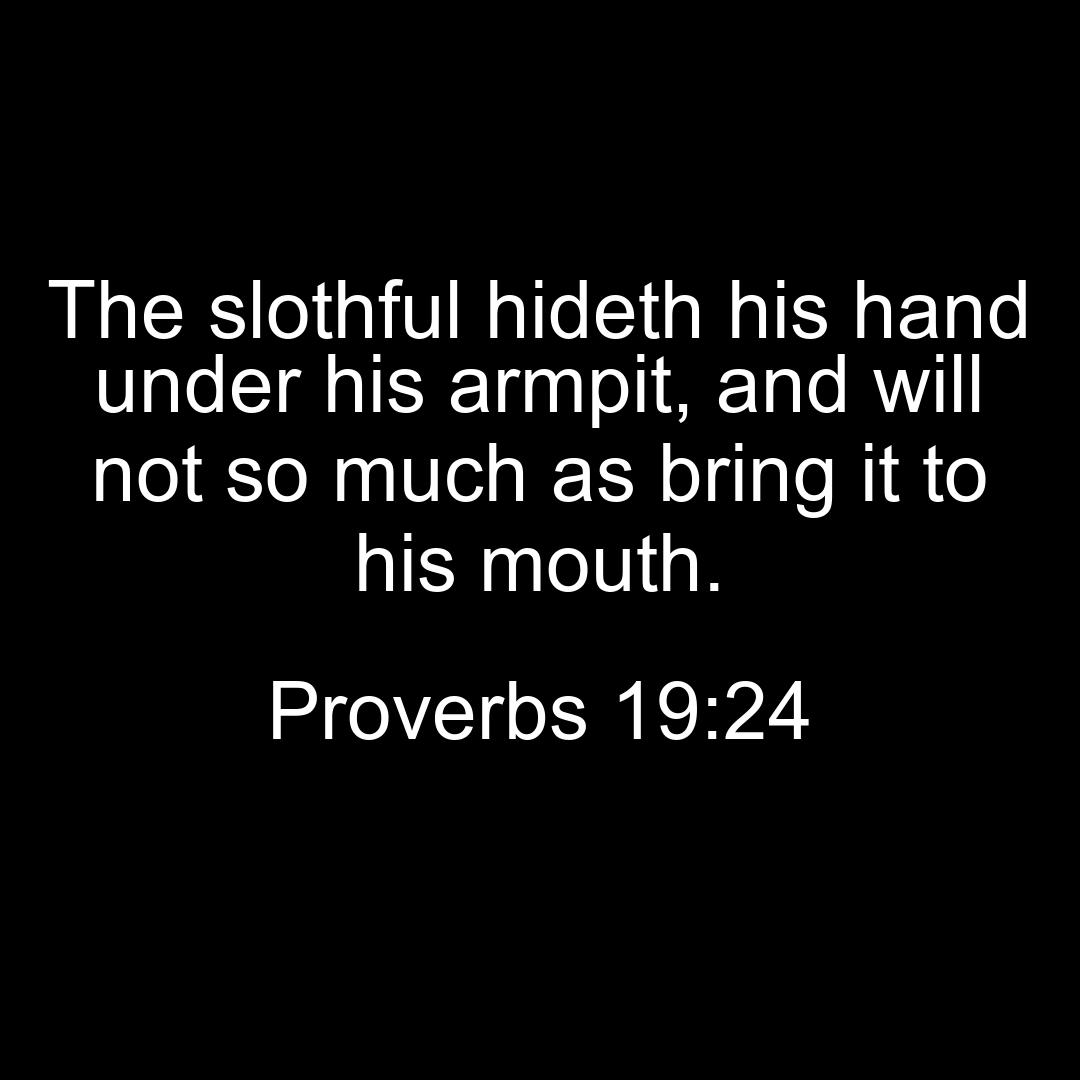 The slothful hideth his hand
under his armpit, and will
not so much as bring it to
his mouth.
Proverbs 19:24